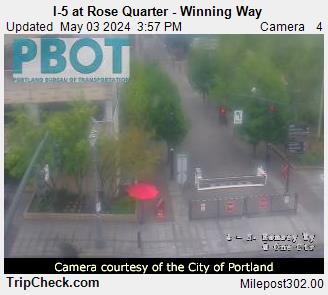 I-5 at Rose Quarter - Winning Way
Updated May 03 2024 3:57 PM Camera 4
PBOT
PORTLAND BUREAU OF TRANSPORTATION
Camera courtesy of the City of Portland
TripCheck.com Milepost302.00